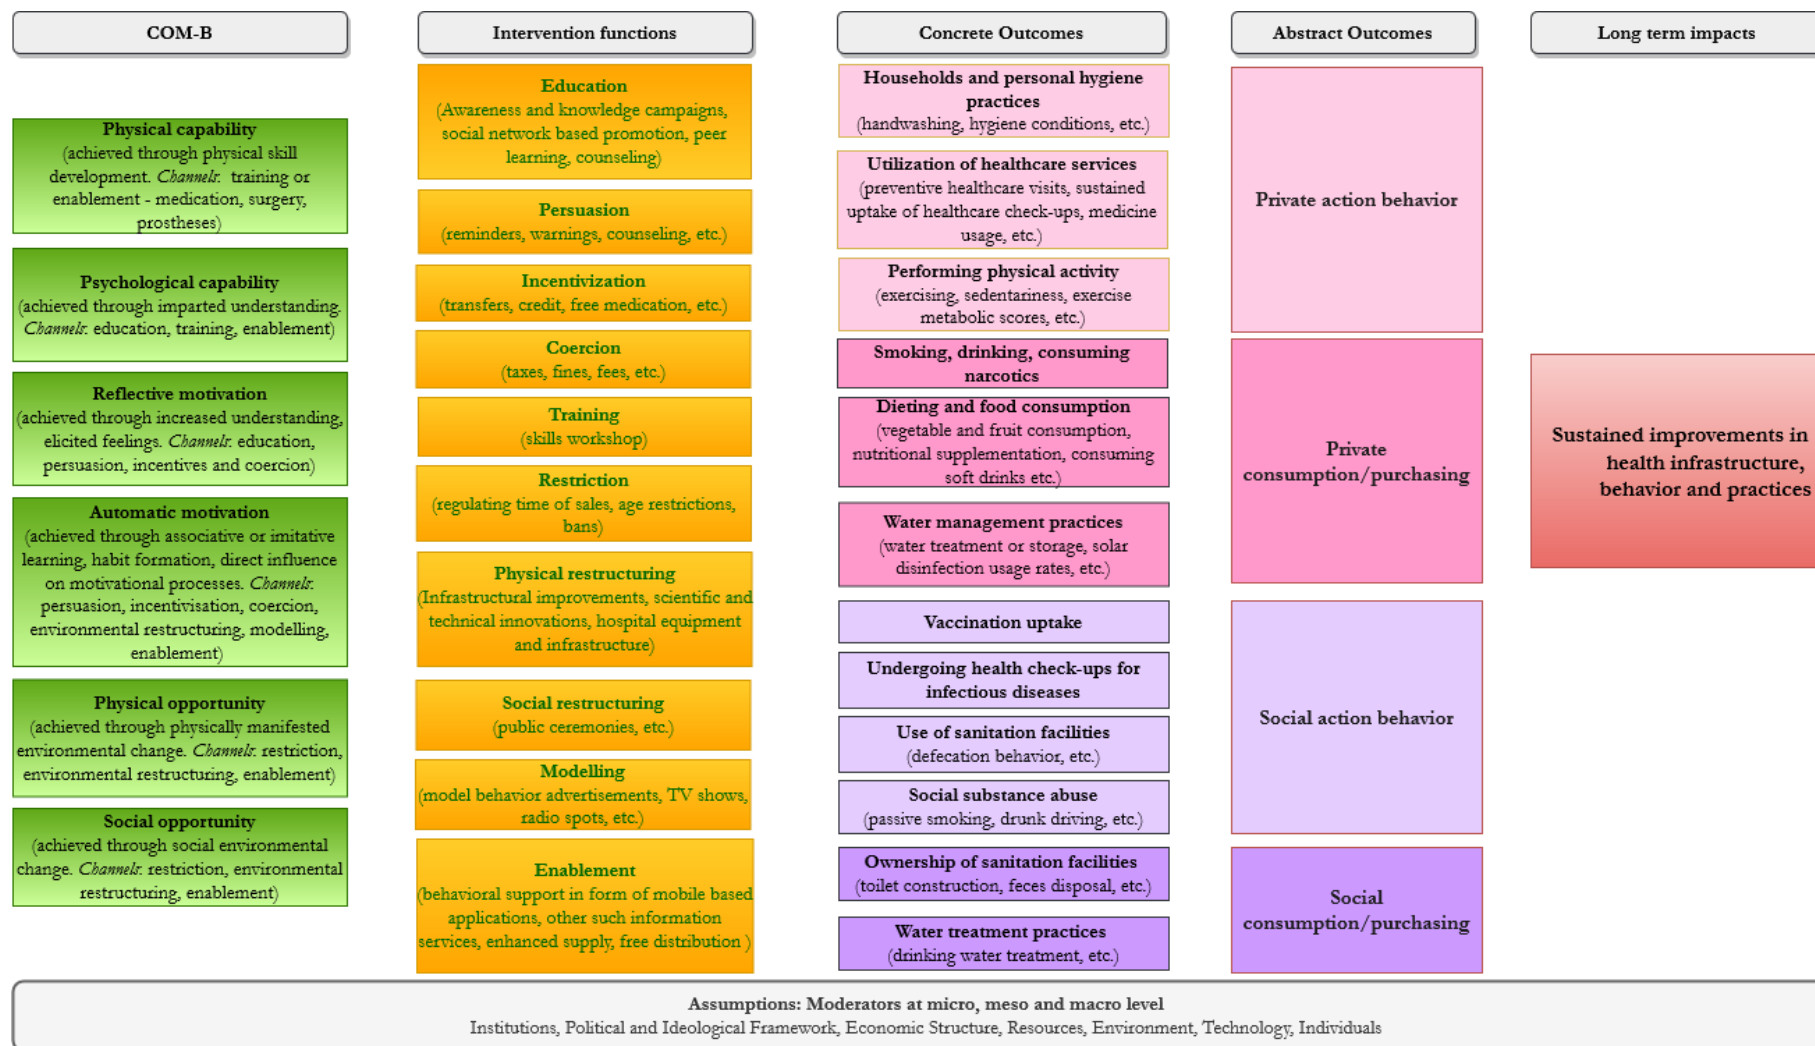 COM-B
Physical capability
(achieved through physical skill
development. Channels: training or
enablement - medication, surgery,
prostheses)
Psychological capability
(achieved through imparted understanding.
Channels: education, training, enablement)
Reflective motivation
(achieved through increased understanding,
elicited feelings. Channels: education,
persuasion, incentives and coercion)
Automatic motivation
(achieved through associative or imitative
learning, habit formation, direct influence
on motivational processes. Channels:
persuasion, incentivisation, coercion,
environmental restructuring, modelling,
enablement)
Physical opportunity
(achieved through physically manifested
environmental change. Channels: restriction,
environmental restructuring, enablement)
Social opportunity
(achieved through social environmental
change. Channels: restriction, environmental
restructuring, enablement)
Intervention functions
Education
(Awareness and knowledge campaigns,
social network based promotion, peer
learning, counseling)
Persuasion
(reminders, warnings, counseling, etc.)
Incentivization
(transfers, credit, free medication, etc.)
Coercion
(taxes, fines, fees, etc.)
Training
(skills workshop)
Restriction
(regulating time of sales, age restrictions,
bans)
Physical restructuring
(Infrastructural improvements, scientific and
technical innovations, hospital equipment
and infrastructure)
Social restructuring
(public ceremonies, etc.)
Modelling
(model behavior advertisements, TV shows,
radio spots, etc.)
Enablement
(behavioral support in form of mobile based
applications, other such information
services, enhanced supply, free distribution )
Concrete Outcomes
Households and personal hygiene
practices
(handwashing, hygiene conditions, etc.)
Utilization of healthcare services
(preventive healthcare visits, sustained
uptake of healthcare check-ups, medicine
usage, etc.)
Performing physical activity
(exercising, sedentariness, exercise
metabolic scores, etc.)
Smoking, drinking, consuming
narcotics
Dieting and food consumption
(vegetable and fruit consumption,
nutritional supplementation, consuming
soft drinks etc.)
Water management practices
(water treatment or storage, solar
disinfection usage rates, etc.)
Vaccination uptake
Undergoing health check-ups for
infectious diseases
Use of sanitation facilities
(defecation behavior, etc.)
Social substance abuse
(passive smoking, drunk driving, etc.)
Ownership of sanitation facilities
(toilet construction, feces disposal, etc.)
Water treatment practices
(drinking water treatment, etc.)
Abstract Outcomes
Private action behavior
Private
consumption/purchasing
Social action behavior
Social
consumption/purchasing
Long term impacts
Sustained improvements in
health infrastructure,
behavior and practices
Assumptions: Moderators at micro, meso and macro level
Institutions, Political and Ideological Framework, Economic Structure, Resources, Environment, Technology, Individuals